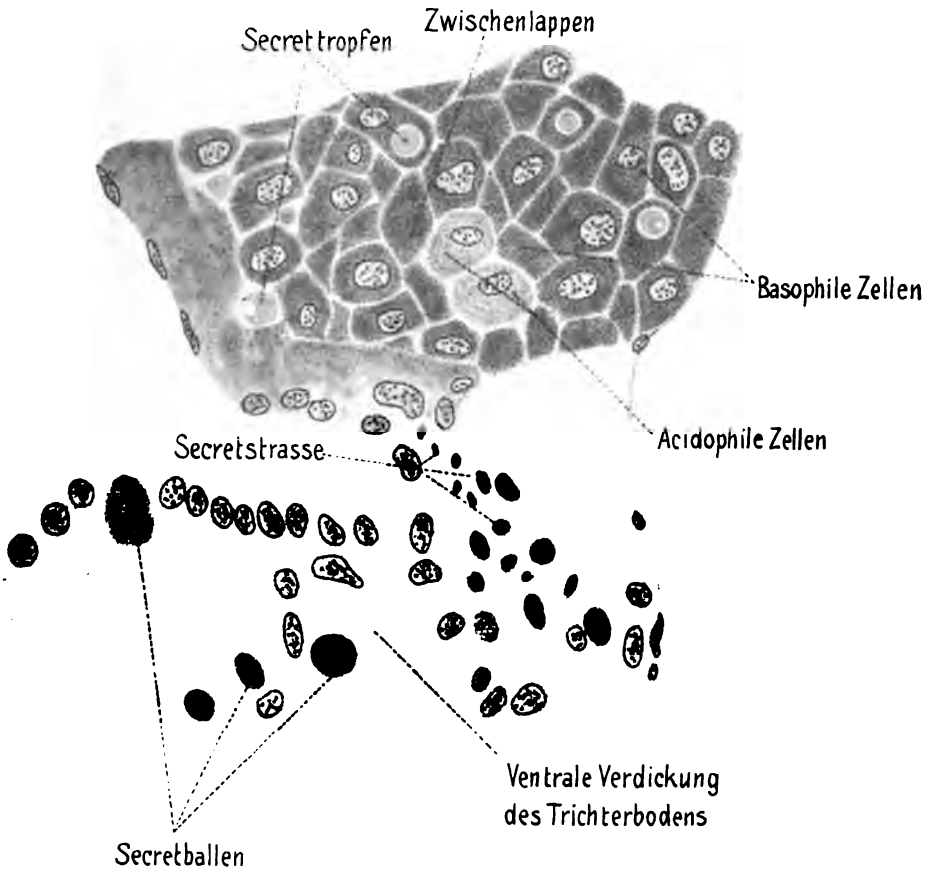 Zwischenlappen
Secrettropfen
Basophile Zellen
Acidophile Zellen
Secretstrasse
Ventrale Verdickung
des Trichterbodens
Secretballen